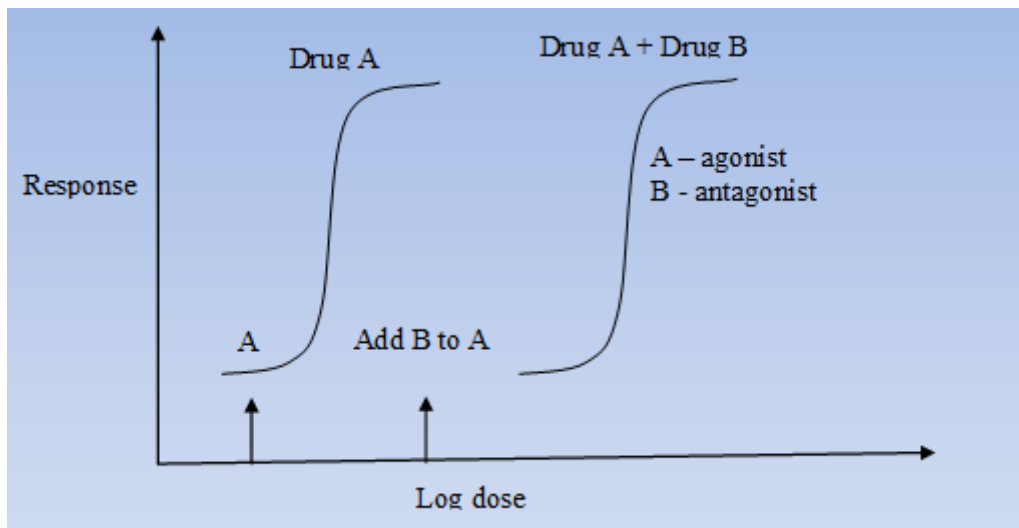 Drug A
Drug A + Drug B
A – agonist
B - antagonist
Response
A
Add B to A
Log dose